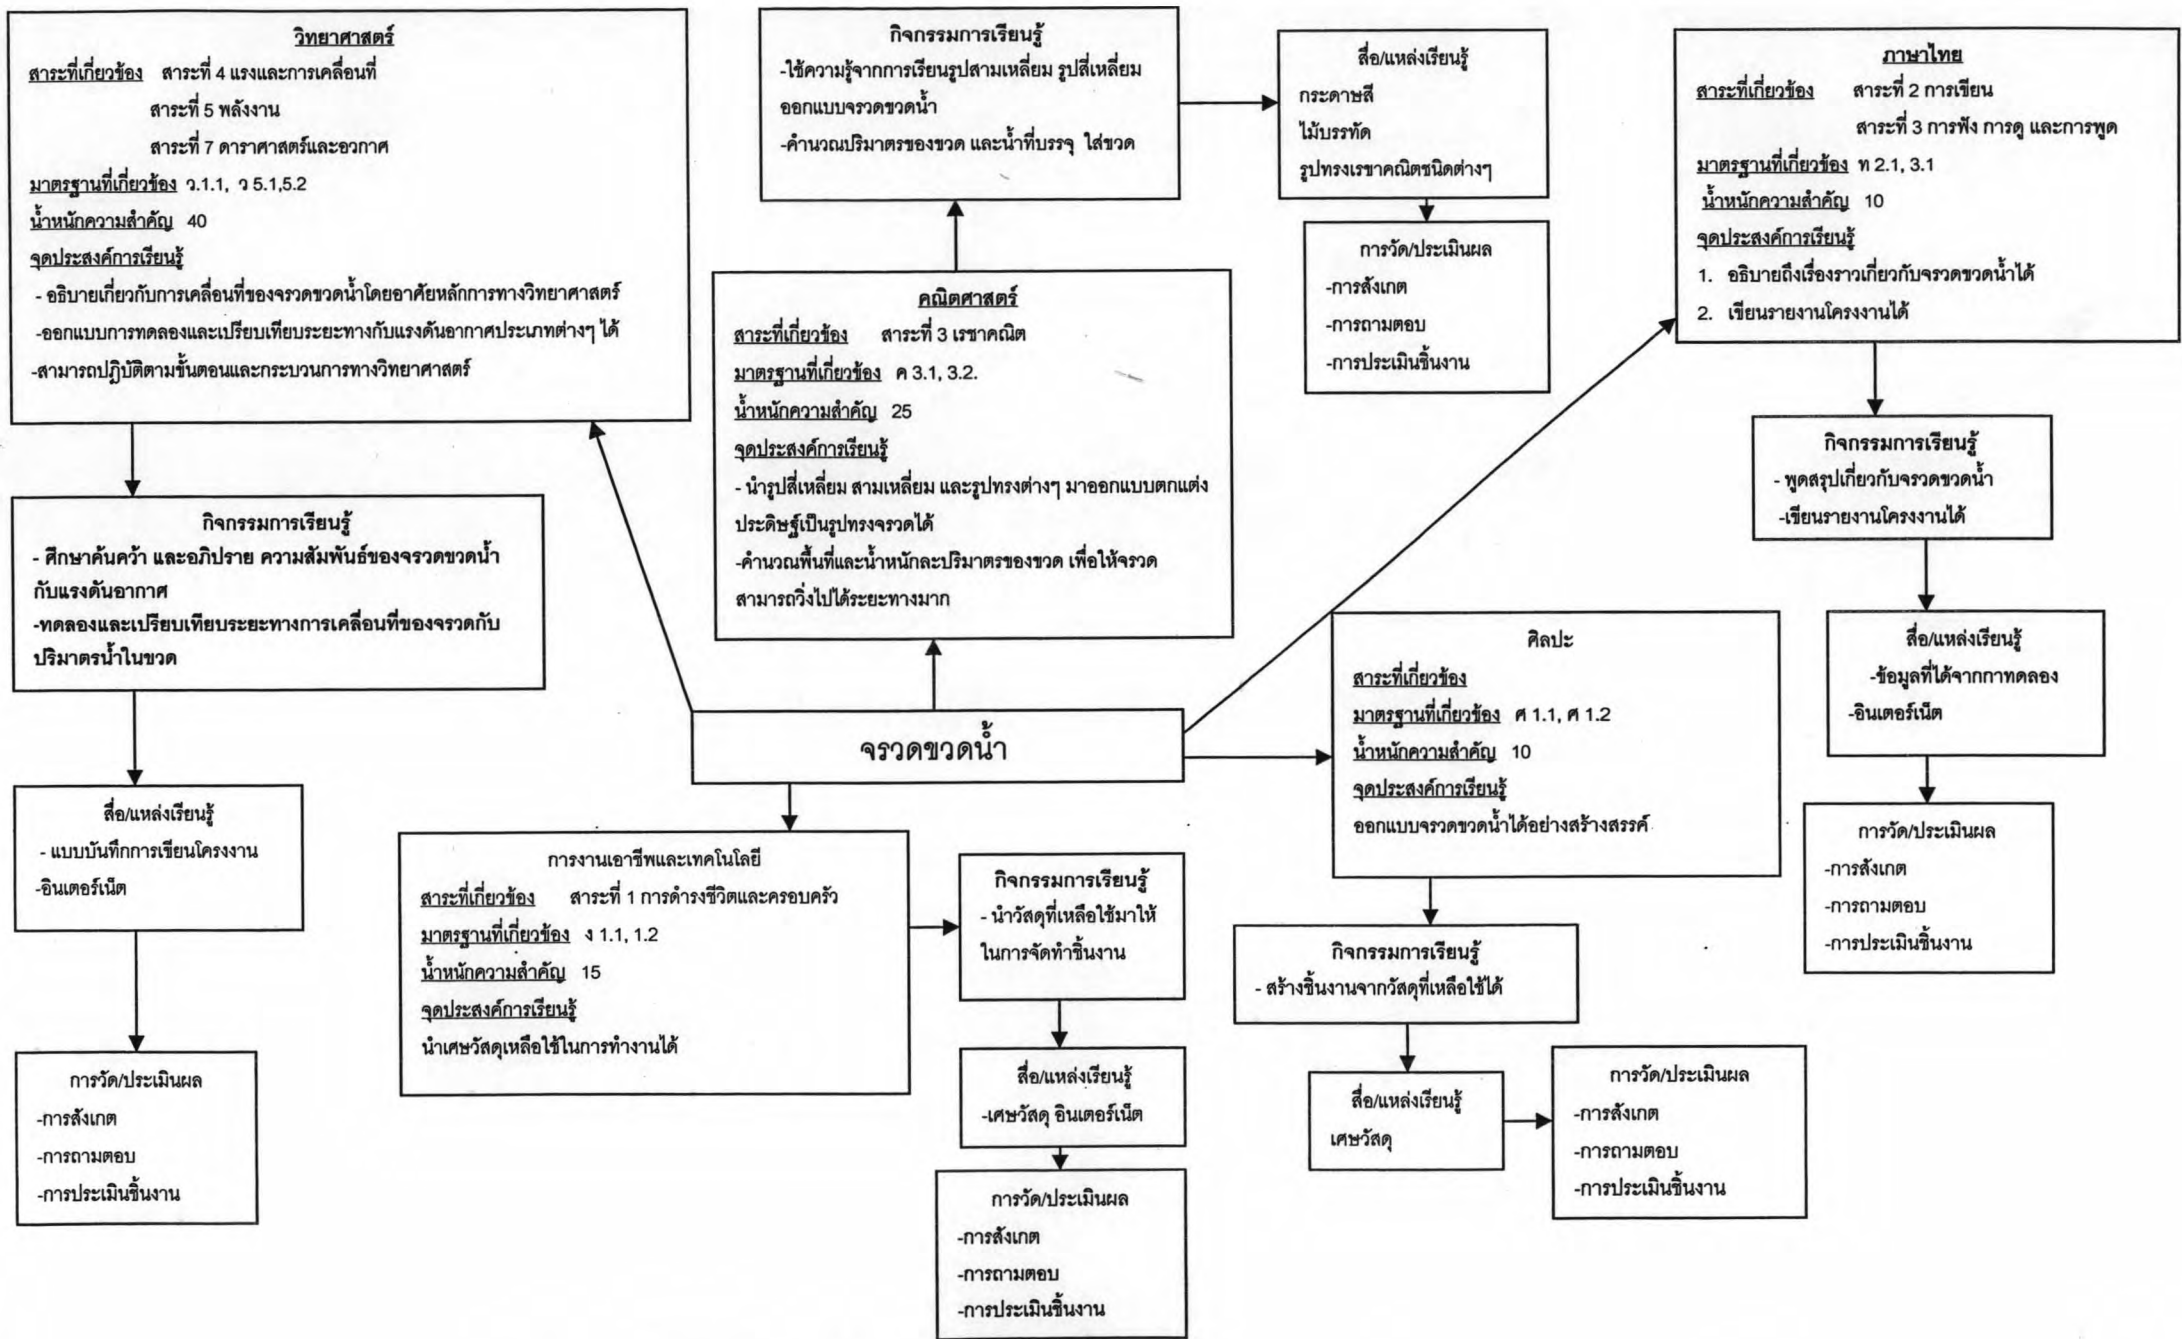 วิทยาศาสตร์
สาระที่เกี่ยวข้อง สาระที่ 4 แรงและการเคลื่อนที่
สาระที่ 5 พลังงาน
สาระที่ 7 ดาราศาสตร์และอวกาศ
มาตรฐานที่เกี่ยวข้อง ว.1.1, ว 5.1,5.2
น้ำหนักความสำคัญ 40
จุดประสงค์การเรียนรู้
- อธิบายเกี่ยวกับการเคลื่อนที่ของจรวดขวดน้ำโดยอาศัยหลักการทางวิทยาศาสตร์
-ออกแบบการทดลองและเปรียบเทียบระยะทางกับแรงดันอากาศประเภทต่างๆ ได้
-สามารถปฏิบัติตามขั้นตอนและกระบวนการทางวิทยาศาสตร์
กิจกรรมการเรียนรู้
- ศึกษาค้นคว้า และอภิปราย ความสัมพันธ์ของจรวดขวดน้ำ
กับแรงดันอากาศ
-ทดลองและเปรียบเทียบระยะทางการเคลื่อนที่ของจรวดกับ
ปริมาตรน้ำในขวด
สื่อ/แหล่งเรียนรู้
- แบบบันทึกการเขียนโครงงาน
-อินเตอร์เน็ต
การวัด/ประเมินผล
-การสังเกต
-การถามตอบ
-การประเมินชิ้นงาน
กิจกรรมการเรียนรู้
-ใช้ความรู้จากการเรียนรูปสามเหลี่ยม รูปสี่เหลี่ยม
ออกแบบจรวดขวดน้ำ
-คำนวณปริมาตรของขวด และน้ำที่บรรจุ ใส่ขวด
สื่อ/แหล่งเรียนรู้
กระดาษสี
ไม้บรรทัด
รูปทรงเรขาคณิตชนิดต่างๆ
การวัด/ประเมินผล
-การสังเกต
-การถามตอบ
-การประเมินชิ้นงาน
คณิตศาสตร์
สาระที่เกี่ยวข้อง สาระที่ 3 เรขาคณิต
มาตรฐานที่เกี่ยวข้อง ค 3.1, 3.2.
น้ำหนักความสำคัญ 25
จุดประสงค์การเรียนรู้
- นำรูปสี่เหลี่ยม สามเหลี่ยม และรูปทรงต่างๆ มาออกแบบตกแต่ง
ประดิษฐ์เป็นรูปทรงจรวดได้
-คำนวณพื้นที่และน้ำหนักละปริมาตรของขวด เพื่อให้จรวด
สามารถวิ่งไปได้ระยะทางมาก
ภาษาไทย
สาระที่เกี่ยวข้อง สาระที่ 2 การเขียน
สาระที่ 3 การฟัง การดู และการพูด
มาตรฐานที่เกี่ยวข้อง ท 2.1, 3.1
น้ำหนักความสำคัญ 10
จุดประสงค์การเรียนรู้
1. อธิบายถึงเรื่องราวเกี่ยวกับจรวดขวดน้ำได้
2. เขียนรายงานโครงงานได้
กิจกรรมการเรียนรู้
- พูดสรุปเกี่ยวกับจรวดขวดน้ำ
-เขียนรายงานโครงงานได้
สื่อ/แหล่งเรียนรู้
-ข้อมูลที่ได้จากกาทดลอง
-อินเตอร์เน็ต
การวัด/ประเมินผล
-การสังเกต
-การถามตอบ
-การประเมินชิ้นงาน
จรวดขวดน้ำ
ศิลปะ
สาระที่เกี่ยวข้อง
มาตรฐานที่เกี่ยวข้อง ศ 1.1, ศ 1.2
น้ำหนักความสำคัญ 10
จุดประสงค์การเรียนรู้
ออกแบบจรวดขวดน้ำได้อย่างสร้างสรรค์
กิจกรรมการเรียนรู้
- สร้างชิ้นงานจากวัสดุที่เหลือใช้ได้
สื่อ/แหล่งเรียนรู้
เศษวัสดุ
การวัด/ประเมินผล
-การสังเกต
-การถามตอบ
-การประเมินชิ้นงาน
การงานเอาชีพและเทคโนโลยี
สาระที่เกี่ยวข้อง สาระที่ 1 การดำรงชีวิตและครอบครัว
มาตรฐานที่เกี่ยวข้อง ง 1.1, 1.2
น้ำหนักความสำคัญ 15
จุดประสงค์การเรียนรู้
นำเศษวัสดุเหลือใช้ในการทำงานได้
กิจกรรมการเรียนรู้
- นำวัสดุที่เหลือใช้มาให้
ในการจัดทำชิ้นงาน
สื่อ/แหล่งเรียนรู้
-เศษวัสดุ อินเตอร์เน็ต
การวัด/ประเมินผล
-การสังเกต
-การถามตอบ
-การประเมินชิ้นงาน